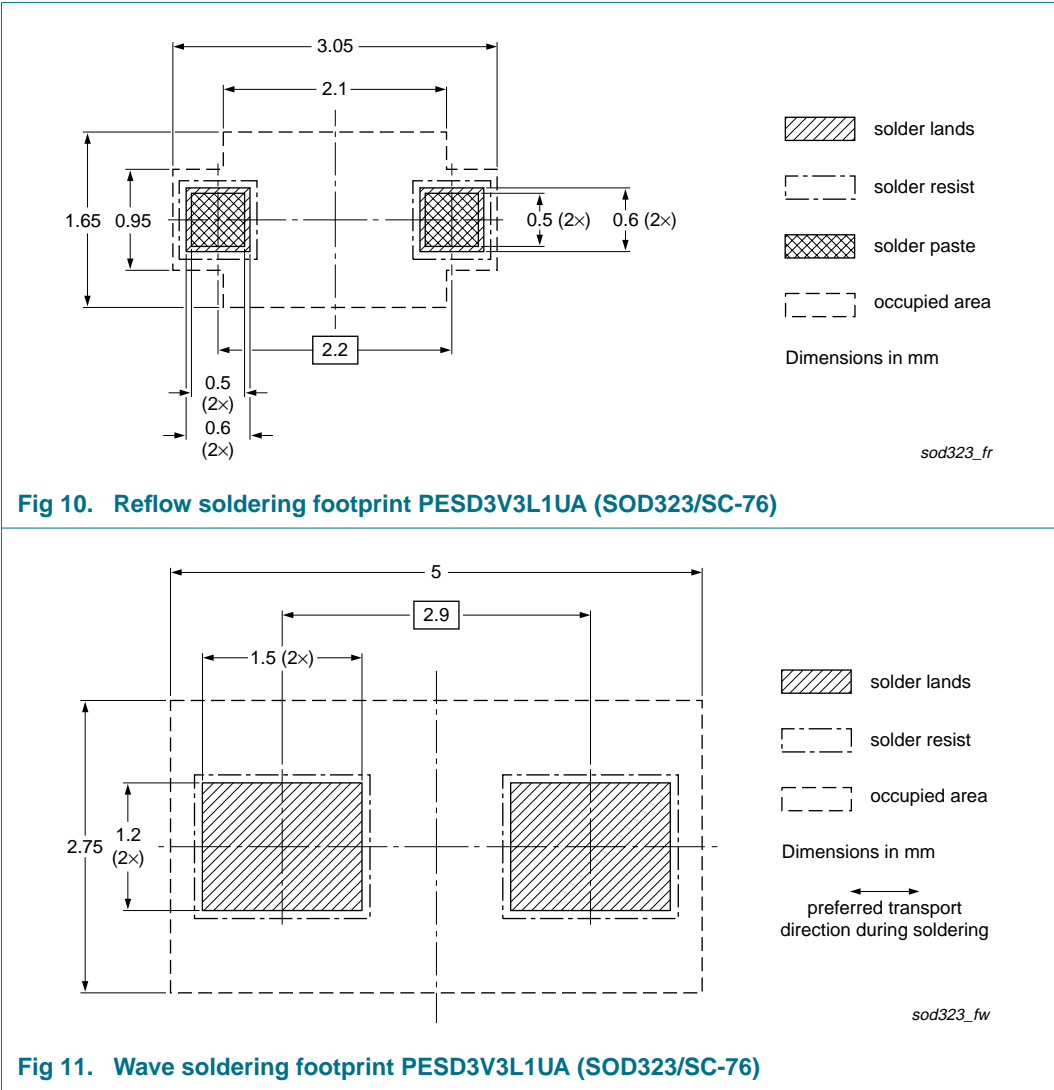 3.05
2.1
solder lands
solder resist
1.65 0.95 0.5 (2×) 0.6 (2×)
solder paste
occupied area
2.2
Dimensions in mm
0.5
(2×)
0.6
(2×)
sod323_fr
Fig 10. Reflow soldering footprint PESD3V3L1UA (SOD323/SC-76)
5
2.9
1.5 (2×)
solder lands
solder resist
occupied area
2.75 1.2
(2×)
Dimensions in mm
preferred transport
direction during soldering
sod323_fw
Fig 11. Wave soldering footprint PESD3V3L1UA (SOD323/SC-76)